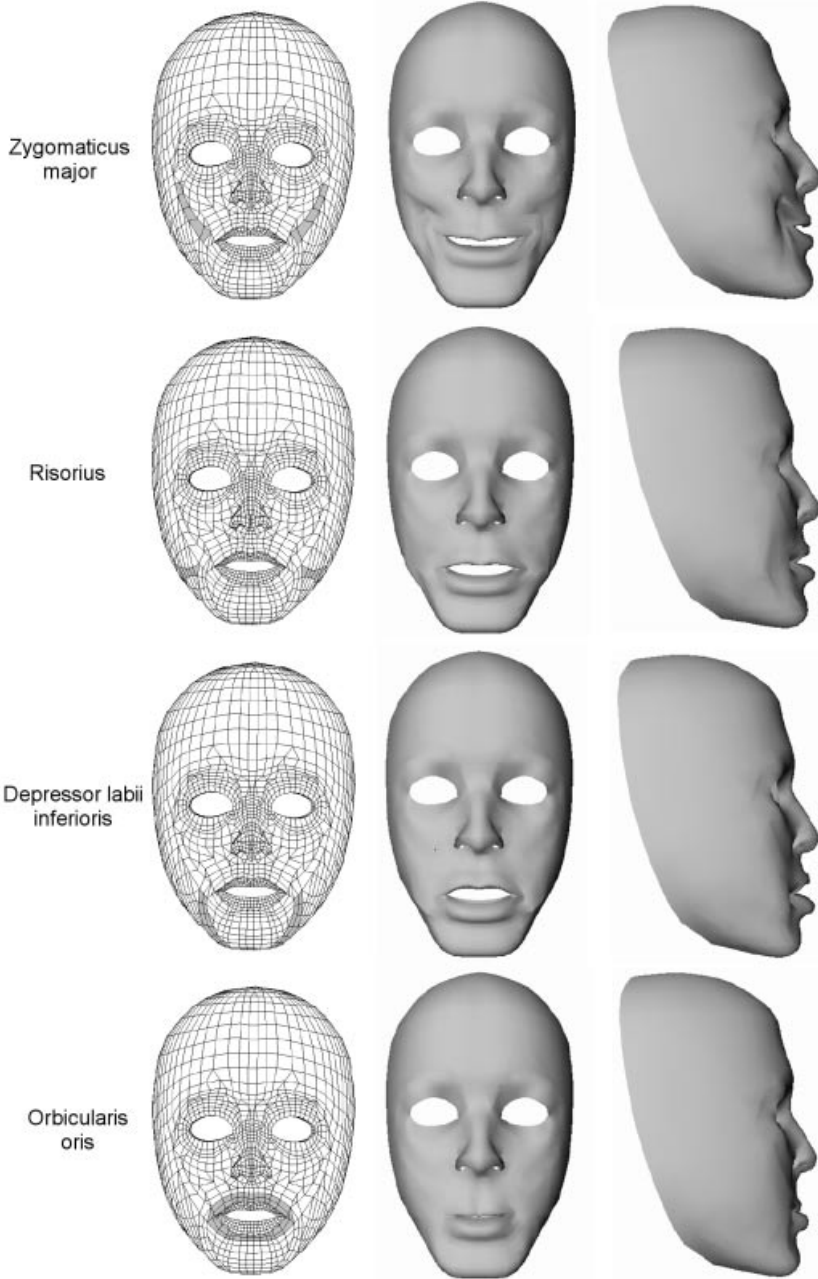 Zygomaticus
major
Risorius
Depressor labii
inferioris
Orbicularis
oris